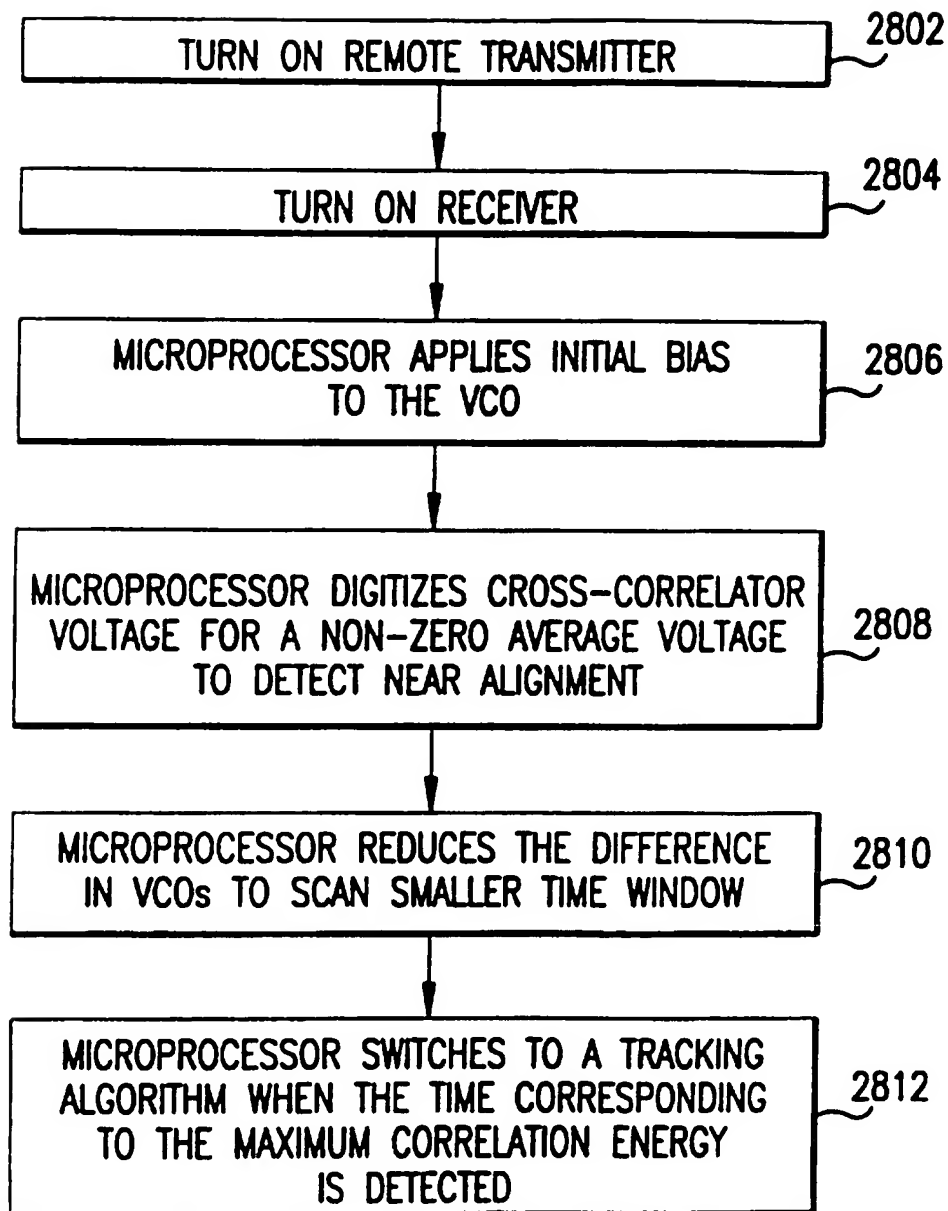 TURN ON REMOTE TRANSMITTER
2802
TURN ON RECEIVER
2804
MICROPROCESSOR APPLIES INITIAL BIAS
TO THE VCO
2806
MICROPROCESSOR DIGITIZES CROSS-CORRELATOR
VOLTAGE FOR A NON-ZERO AVERAGE VOLTAGE
TO DETECT NEAR ALIGNMENT
2808
MICROPROCESSOR REDUCES THE DIFFERENCE
IN VCOs TO SCAN SMALLER TIME WINDOW
2810
MICROPROCESSOR SWITCHES TO A TRACKING
ALGORITHM WHEN THE TIME CORRESPONDING
TO THE MAXIMUM CORRELATION ENERGY
IS DETECTED
2812